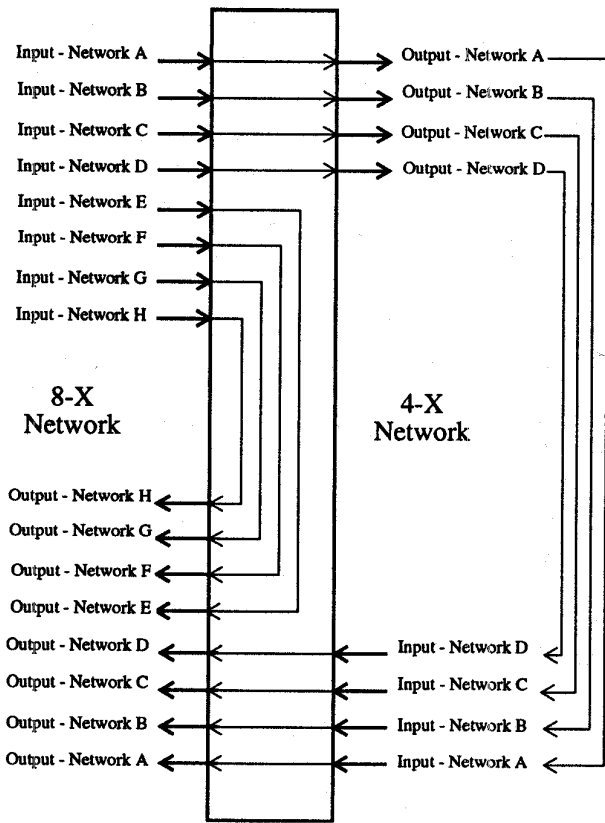 Input - Network A
Input - Network B
Input - Network C
Input - Network D
Input - Network E
Input - Network F
Input - Network G
Input - Network H
8-X
Network
Output - Network H
Output - Network G
Output - Network F
Output - Network E
Output - Network D
Output - Network C
Output - Network B
Output - Network A
Output - Network A
Output - Network B
Output - Network C
Output - Network D
4-X
Network
Input - Network D
Input - Network C
Input - Network B
Input - Network A